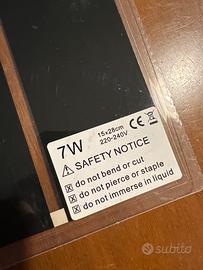 7W
15x28cm
220-240V
CE
⚠ SAFETY NOTICE
☒ do not bend or cut
☒ do not pierce or staple
☒ do not immerse in liquid
subito